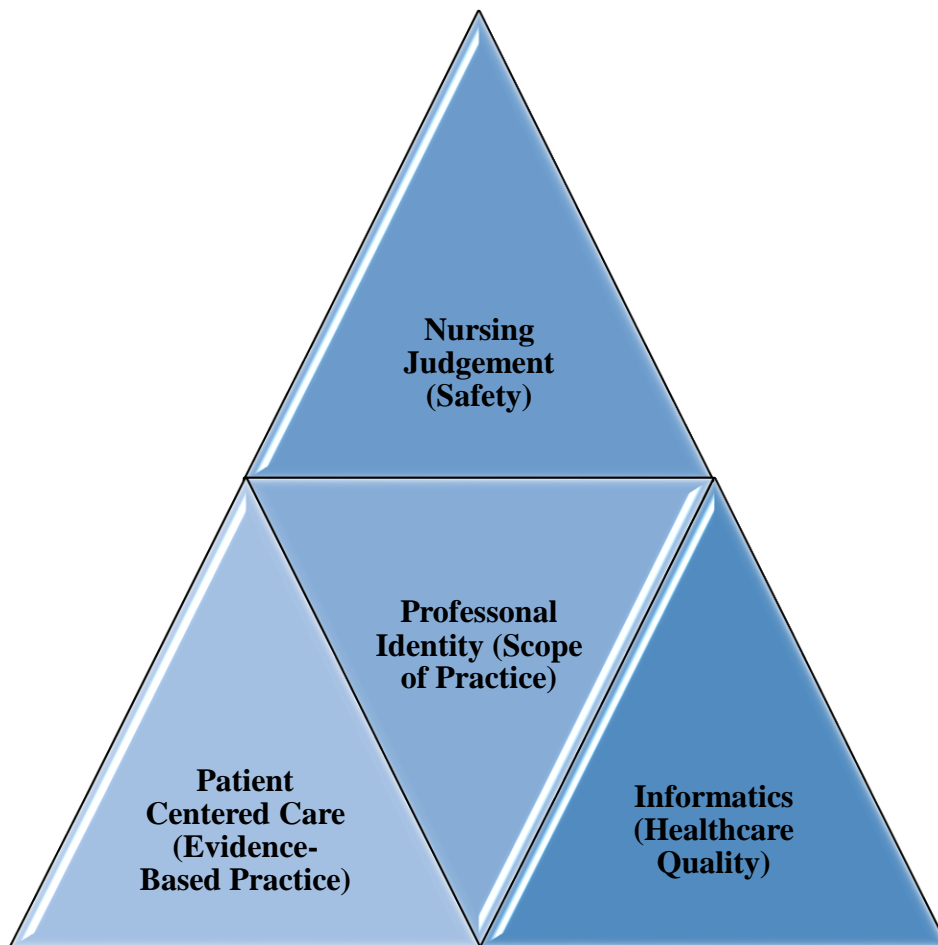 Nursing
Judgement
(Safety)
Professonal
Identity (Scope
of Practice)
Patient
Centered Care
(Evidence-
Based Practice)
Informatics
(Healthcare
Quality)